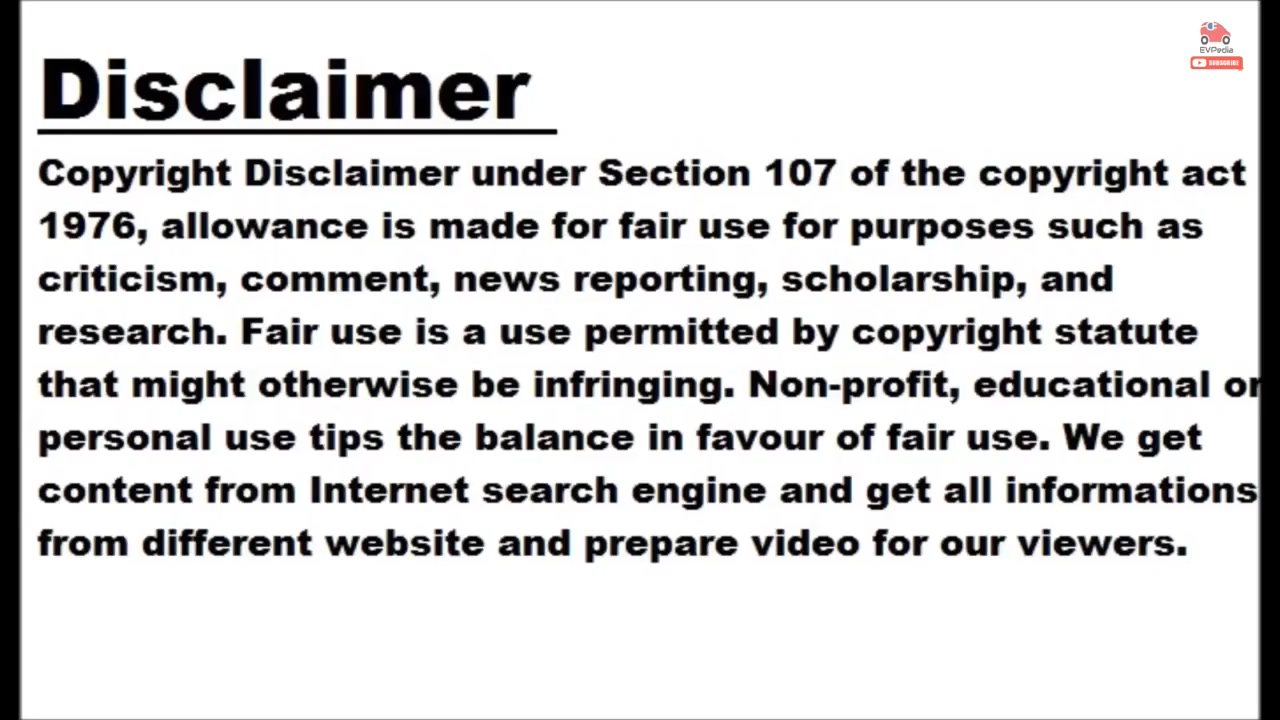 EVPedia
SUBSCRIBE
Disclaimer
Copyright Disclaimer under Section 107 of the copyright act
1976, allowance is made for fair use for purposes such as
criticism, comment, news reporting, scholarship, and
research. Fair use is a use permitted by copyright statute
that might otherwise be infringing. Non-profit, educational or
personal use tips the balance in favour of fair use. We get
content from Internet search engine and get all informations
from different website and prepare video for our viewers.